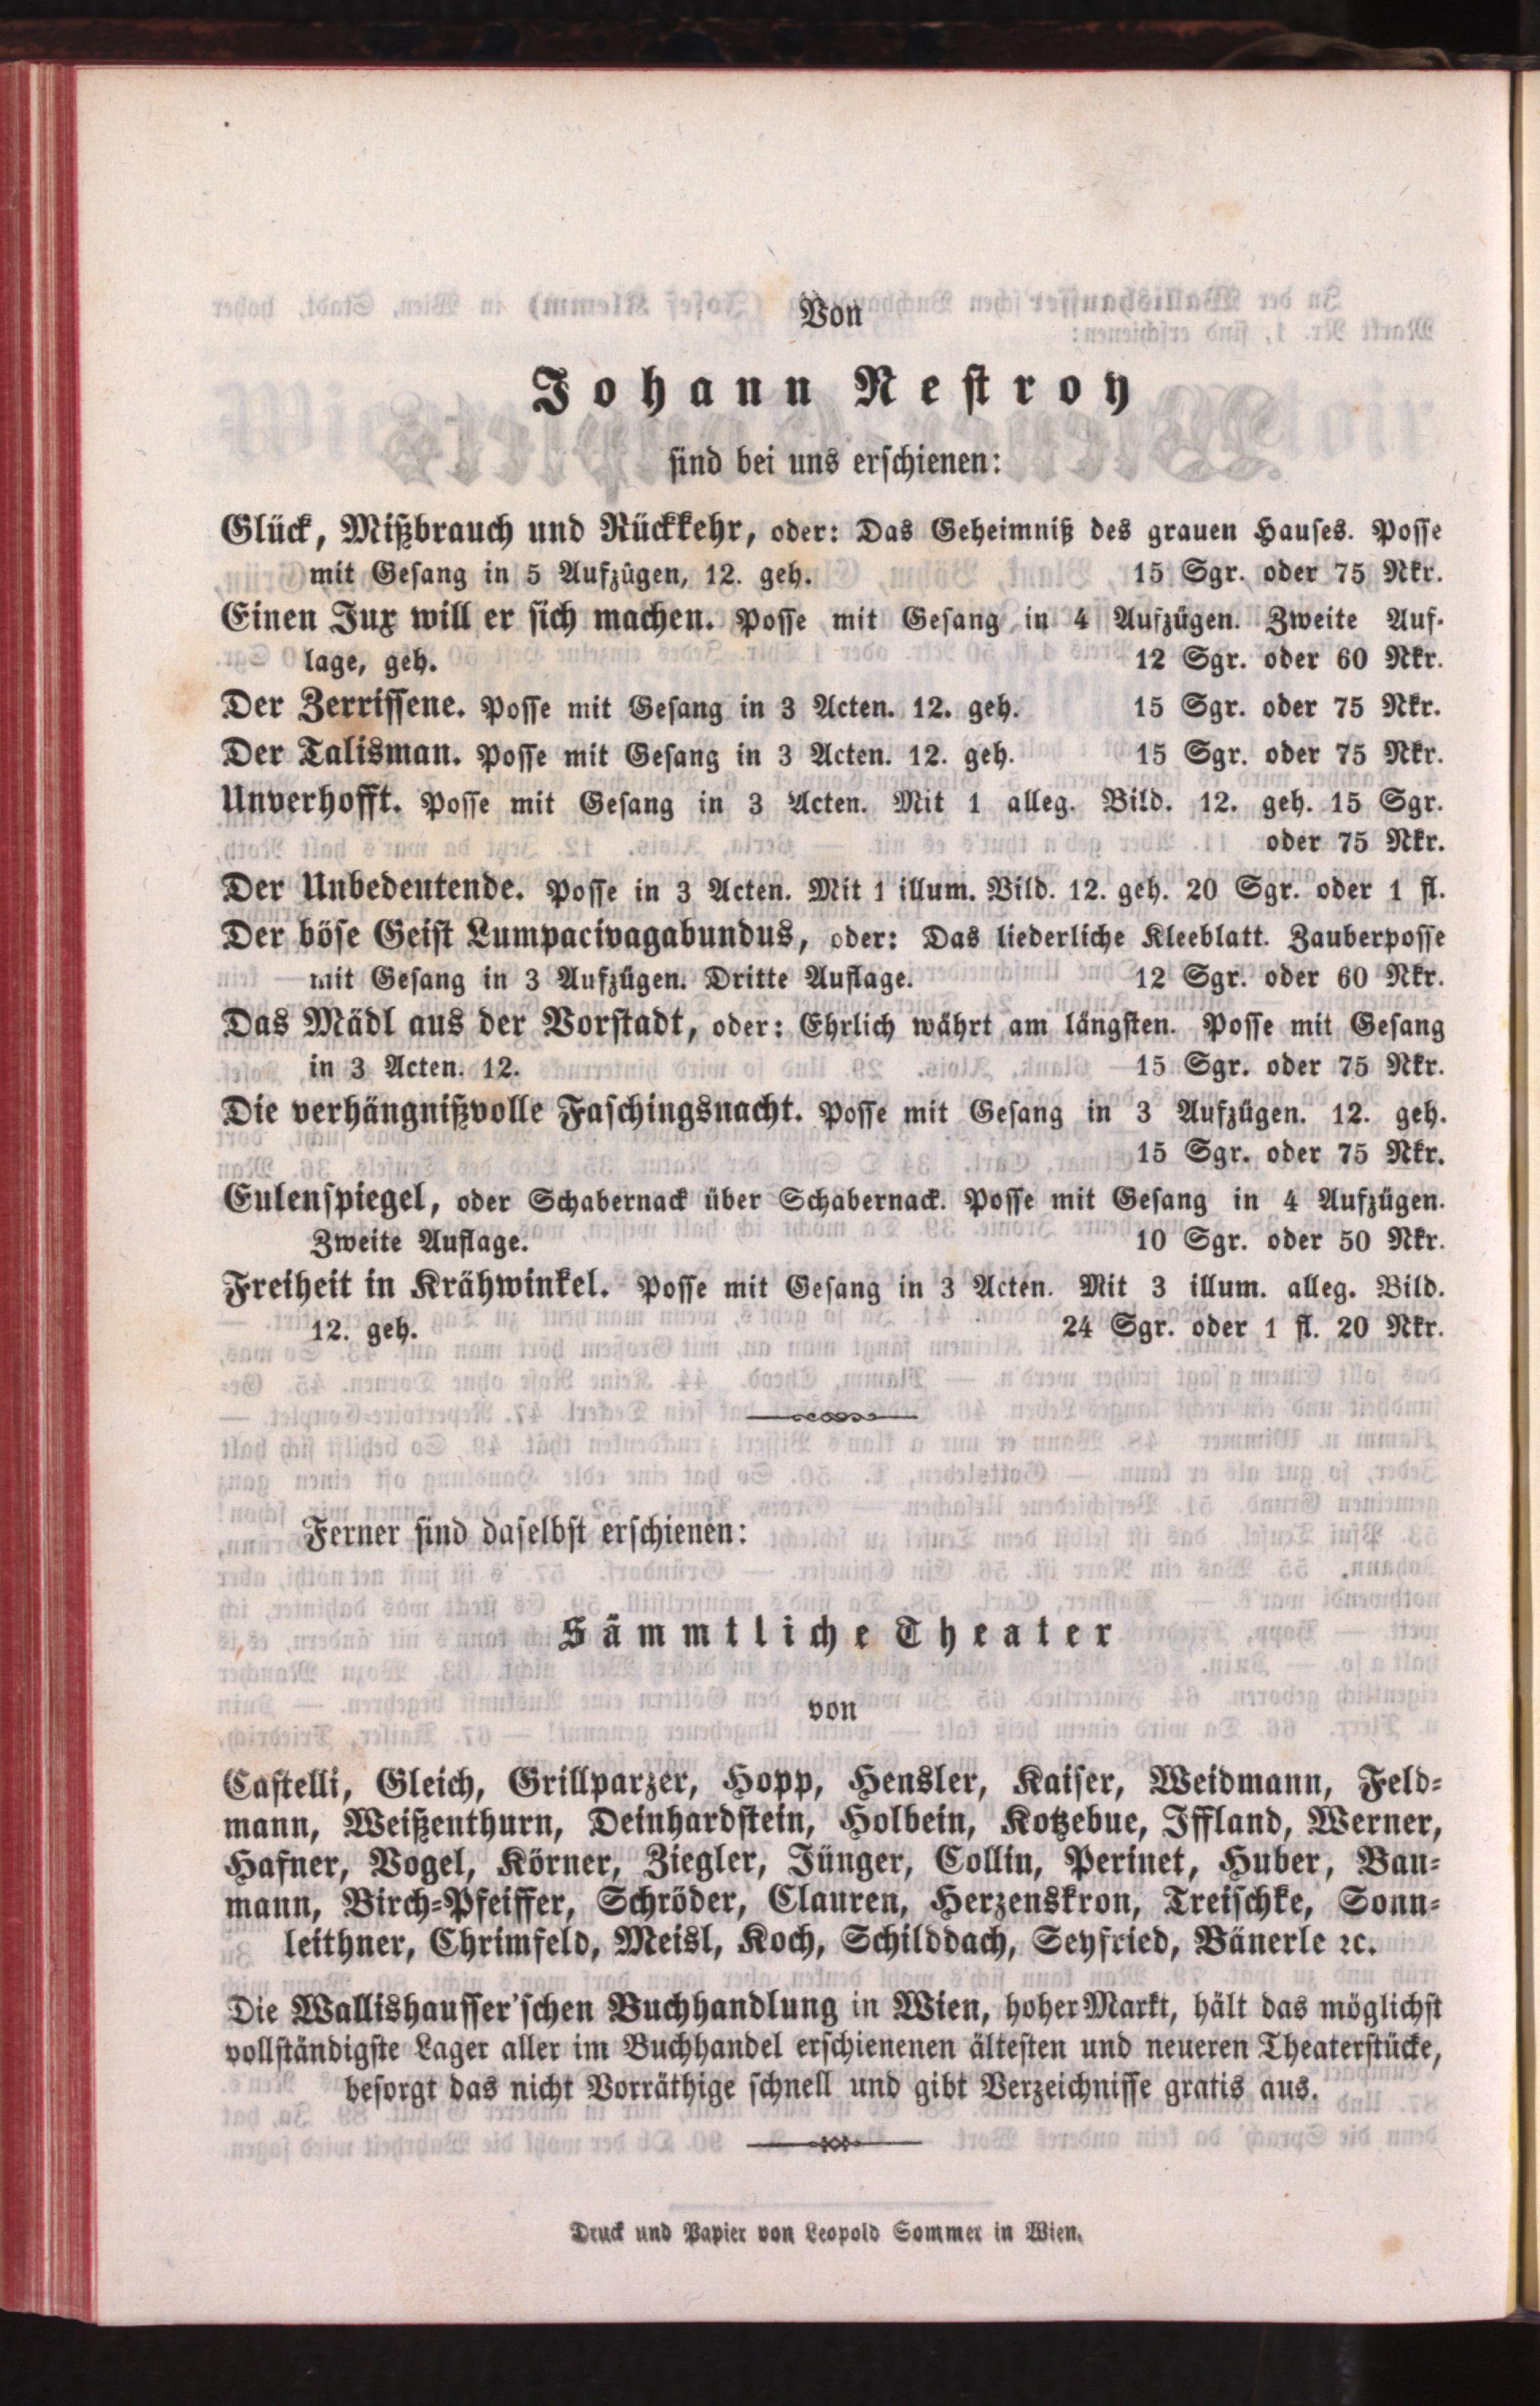 Von
Johann Nestroy
sind bei uns erschienen:
Glück, Mißbrauch und Rückkehr, oder: Das Geheimniß des grauen Hauses. Posse
mit Gesang in 5 Aufzügen, 12. geh. 15 Sgr. oder 75 Nkr.
Einen Jux will er sich machen. Posse mit Gesang in 4 Aufzügen. Zweite Auf-
lage, geh. 12 Sgr. oder 60 Nkr.
Der Zerrissene. Posse mit Gesang in 3 Acten. 12. geh. 15 Sgr. oder 75 Nkr.
Der Talisman. Posse mit Gesang in 3 Acten. 12. geh. 15 Sgr. oder 75 Nkr.
Unverhofft. Posse mit Gesang in 3 Acten. Mit 1 alleg. Bild. 12. geh. 15 Sgr.
oder 75 Nkr.
Der Unbedeutende. Posse in 3 Acten. Mit 1 illum. Bild. 12. geh. 20 Sgr. oder 1 fl.
Der böse Geist Lumpacivagabundus, oder: Das liederliche Kleeblatt. Zauberposse
mit Gesang in 3 Aufzügen. Dritte Auflage. 12 Sgr. oder 60 Nkr.
Das Mädl aus der Vorstadt, oder: Ehrlich währt am längsten. Posse mit Gesang
in 3 Acten. 12. 15 Sgr. oder 75 Nkr.
Die verhängnißvolle Faschingsnacht. Posse mit Gesang in 3 Aufzügen. 12. geh.
15 Sgr. oder 75 Nkr.
Eulenspiegel, oder Schabernack über Schabernack. Posse mit Gesang in 4 Aufzügen.
Zweite Auflage. 10 Sgr. oder 50 Nkr.
Freiheit in Krähwinkel. Posse mit Gesang in 3 Acten. Mit 3 illum. alleg. Bild.
12. geh. 24 Sgr. oder 1 fl. 20 Nkr.
Ferner sind daselbst erschienen:
Sämmtliche Theater
von
Castelli, Gleich, Grillparzer, Hopp, Hensler, Kaiser, Weidmann, Feld-
mann, Weißenthurn, Deinhardstein, Holbein, Kotzebue, Iffland, Werner,
Hafner, Vogel, Körner, Ziegler, Jünger, Collin, Perinet, Huber, Bau-
mann, Birch-Pfeiffer, Schröder, Clauren, Herzenskron, Treischke, Sonn-
leithner, Chrimfeld, Meisl, Koch, Schilddach, Seyfried, Bänerle ꝛc.
Die Wallishausser'schen Buchhandlung in Wien, hoher Markt, hält das möglichst
vollständigste Lager aller im Buchhandel erschienenen ältesten und neueren Theaterstücke,
besorgt das nicht Vorräthige schnell und gibt Verzeichnisse gratis aus.
Druck und Papier von Leopold Sommer in Wien.